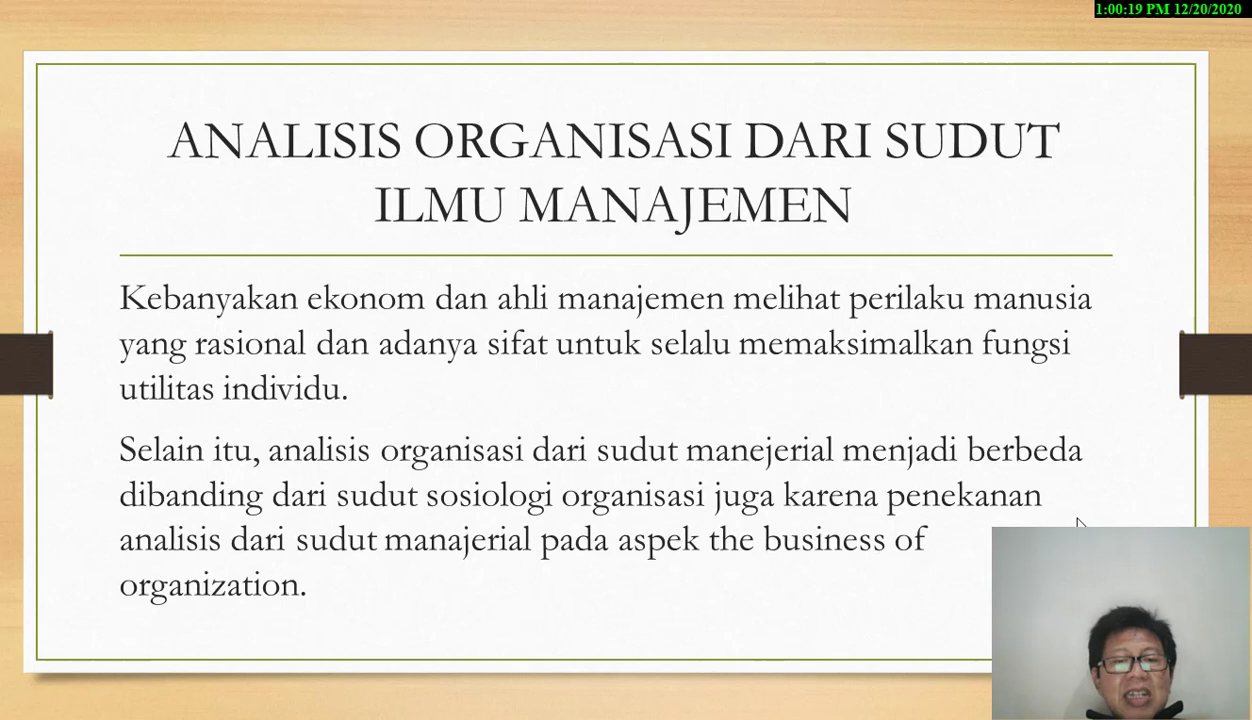 1:00:19 PM 12/20/2020
ANALISIS ORGANISASI DARI SUDUT
ILMU MANAJEMEN
Kebanyakan ekonom dan ahli manajemen melihat perilaku manusia
yang rasional dan adanya sifat untuk selalu memaksimalkan fungsi
utilitas individu.
Selain itu, analisis organisasi dari sudut manejerial menjadi berbeda
dibanding dari sudut sosiologi organisasi juga karena penekanan
analisis dari sudut manajerial pada aspek the business of
organization.